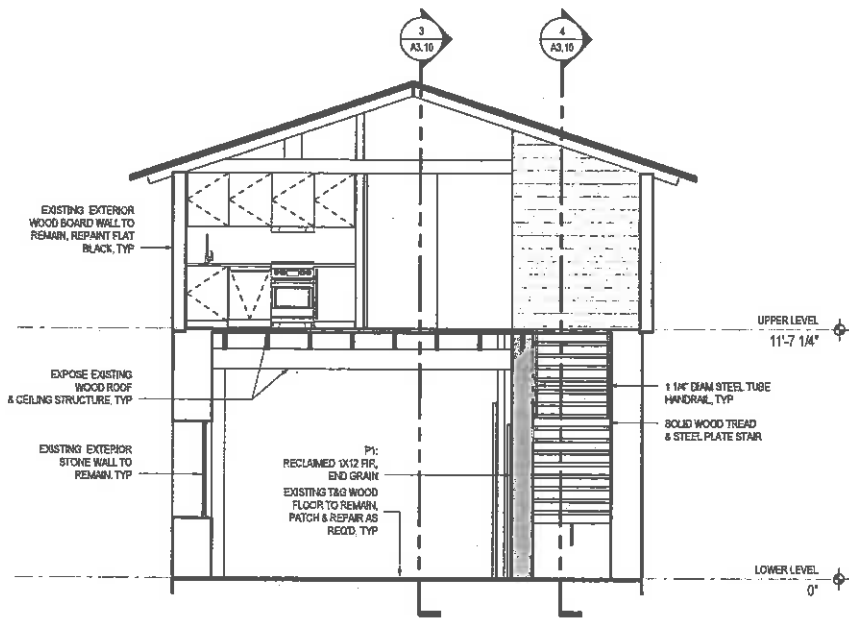 3
A3.10
4
A3.10
EXISTING EXTERIOR
WOOD BOARD WALL TO
REMAIN, REPAINT FLAT
BLACK, TYP
UPPER LEVEL
11'-7 1/4"
EXPOSE EXISTING
WOOD ROOF
& CEILING STRUCTURE, TYP
1 1/4" DIAM STEEL TUBE
HANDRAIL, TYP
SOLID WOOD TREAD
& STEEL PLATE STAIR
EXISTING EXTERIOR
STONE WALL TO
REMAIN, TYP
P1:
RECLAIMED 1X12 FIR,
END GRAIN
EXISTING T&G WOOD
FLOOR TO REMAIN,
PATCH & REPAIR AS
REQ'D, TYP
LOWER LEVEL
0"